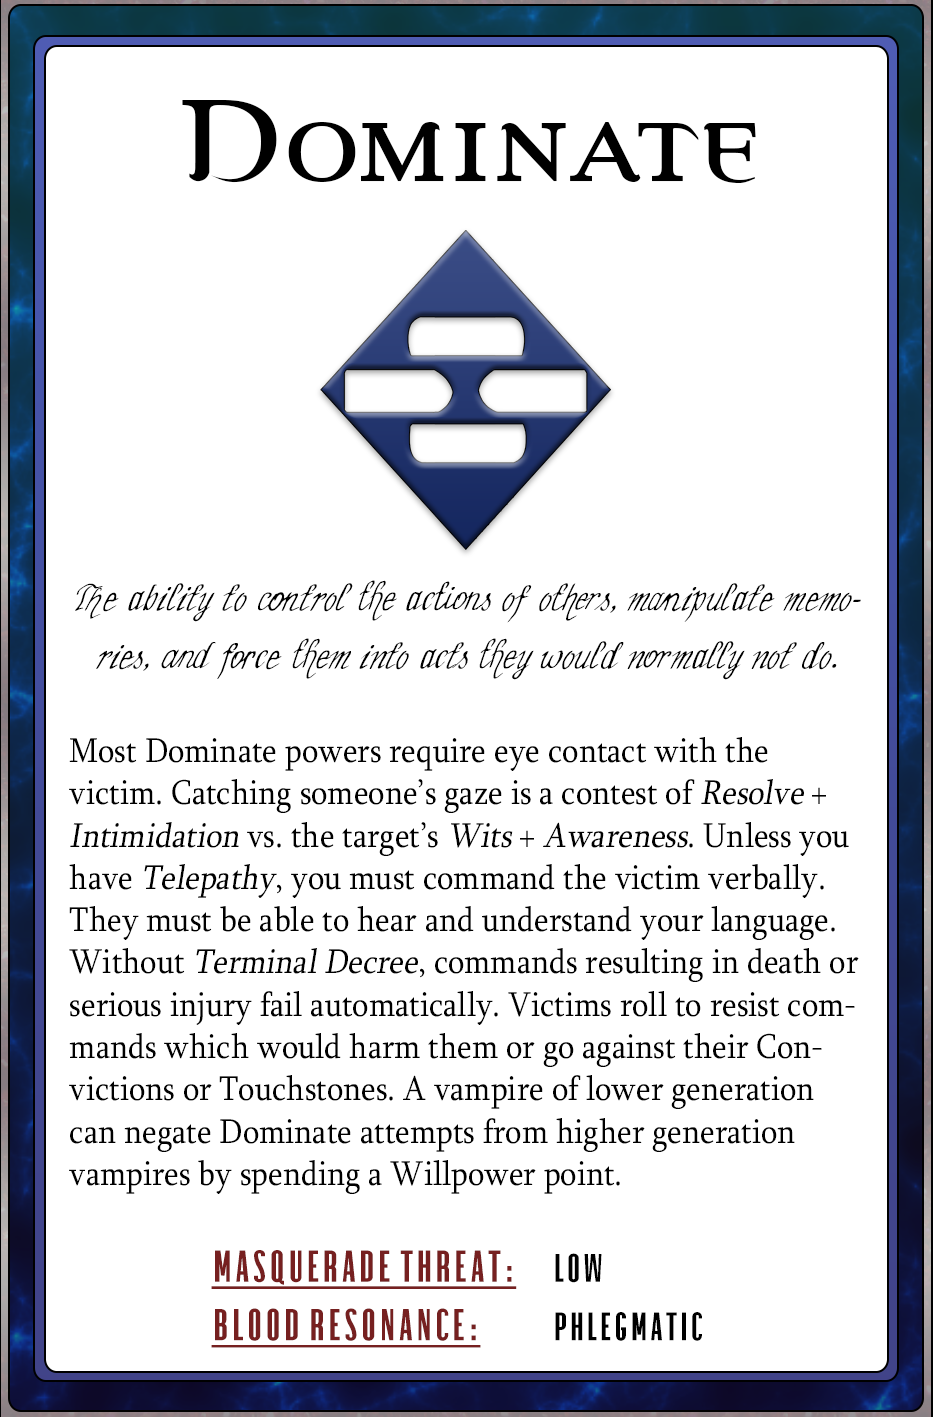 Dominate
The ability to control the actions of others, manipulate memo-
ries, and force them into acts they would normally not do.
Most Dominate powers require eye contact with the
victim. Catching someone’s gaze is a contest of Resolve +
Intimidation vs. the target’s Wits + Awareness. Unless you
have Telepathy, you must command the victim verbally.
They must be able to hear and understand your language.
Without Terminal Decree, commands resulting in death or
serious injury fail automatically. Victims roll to resist com-
mands which would harm them or go against their Con-
victions or Touchstones. A vampire of lower generation
can negate Dominate attempts from higher generation
vampires by spending a Willpower point.
MASQUERADE THREAT: LOW
BLOOD RESONANCE: PHLEGMATIC